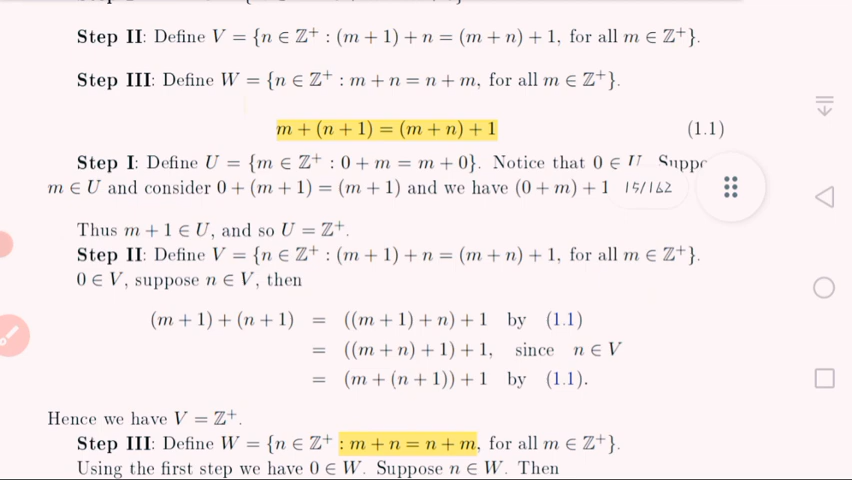 Step II: Define V = {n ∈ ℤ⁺ : (m + 1) + n = (m + n) + 1, for all m ∈ ℤ⁺}.
Step III: Define W = {n ∈ ℤ⁺ : m + n = n + m, for all m ∈ ℤ⁺}.
m + (n + 1) = (m + n) + 1 (1.1)
Step I: Define U = {m ∈ ℤ⁺ : 0 + m = m + 0}. Notice that 0 ∈
m ∈ U and consider 0 + (m + 1) = (m + 1) and we have (0 + m) + 1 15/162
Thus m + 1 ∈ U, and so U = ℤ⁺.
Step II: Define V = {n ∈ ℤ⁺ : (m + 1) + n = (m + n) + 1, for all m ∈ ℤ⁺}.
0 ∈ V, suppose n ∈ V, then
(m + 1) + (n + 1) = ((m + 1) + n) + 1 by (1.1)
= ((m + n) + 1) + 1, since n ∈ V
= (m + (n + 1)) + 1 by (1.1).
Hence we have V = ℤ⁺.
Step III: Define W = {n ∈ ℤ⁺ : m + n = n + m, for all m ∈ ℤ⁺}.
Using the first step we have 0 ∈ W. Suppose n ∈ W. Then